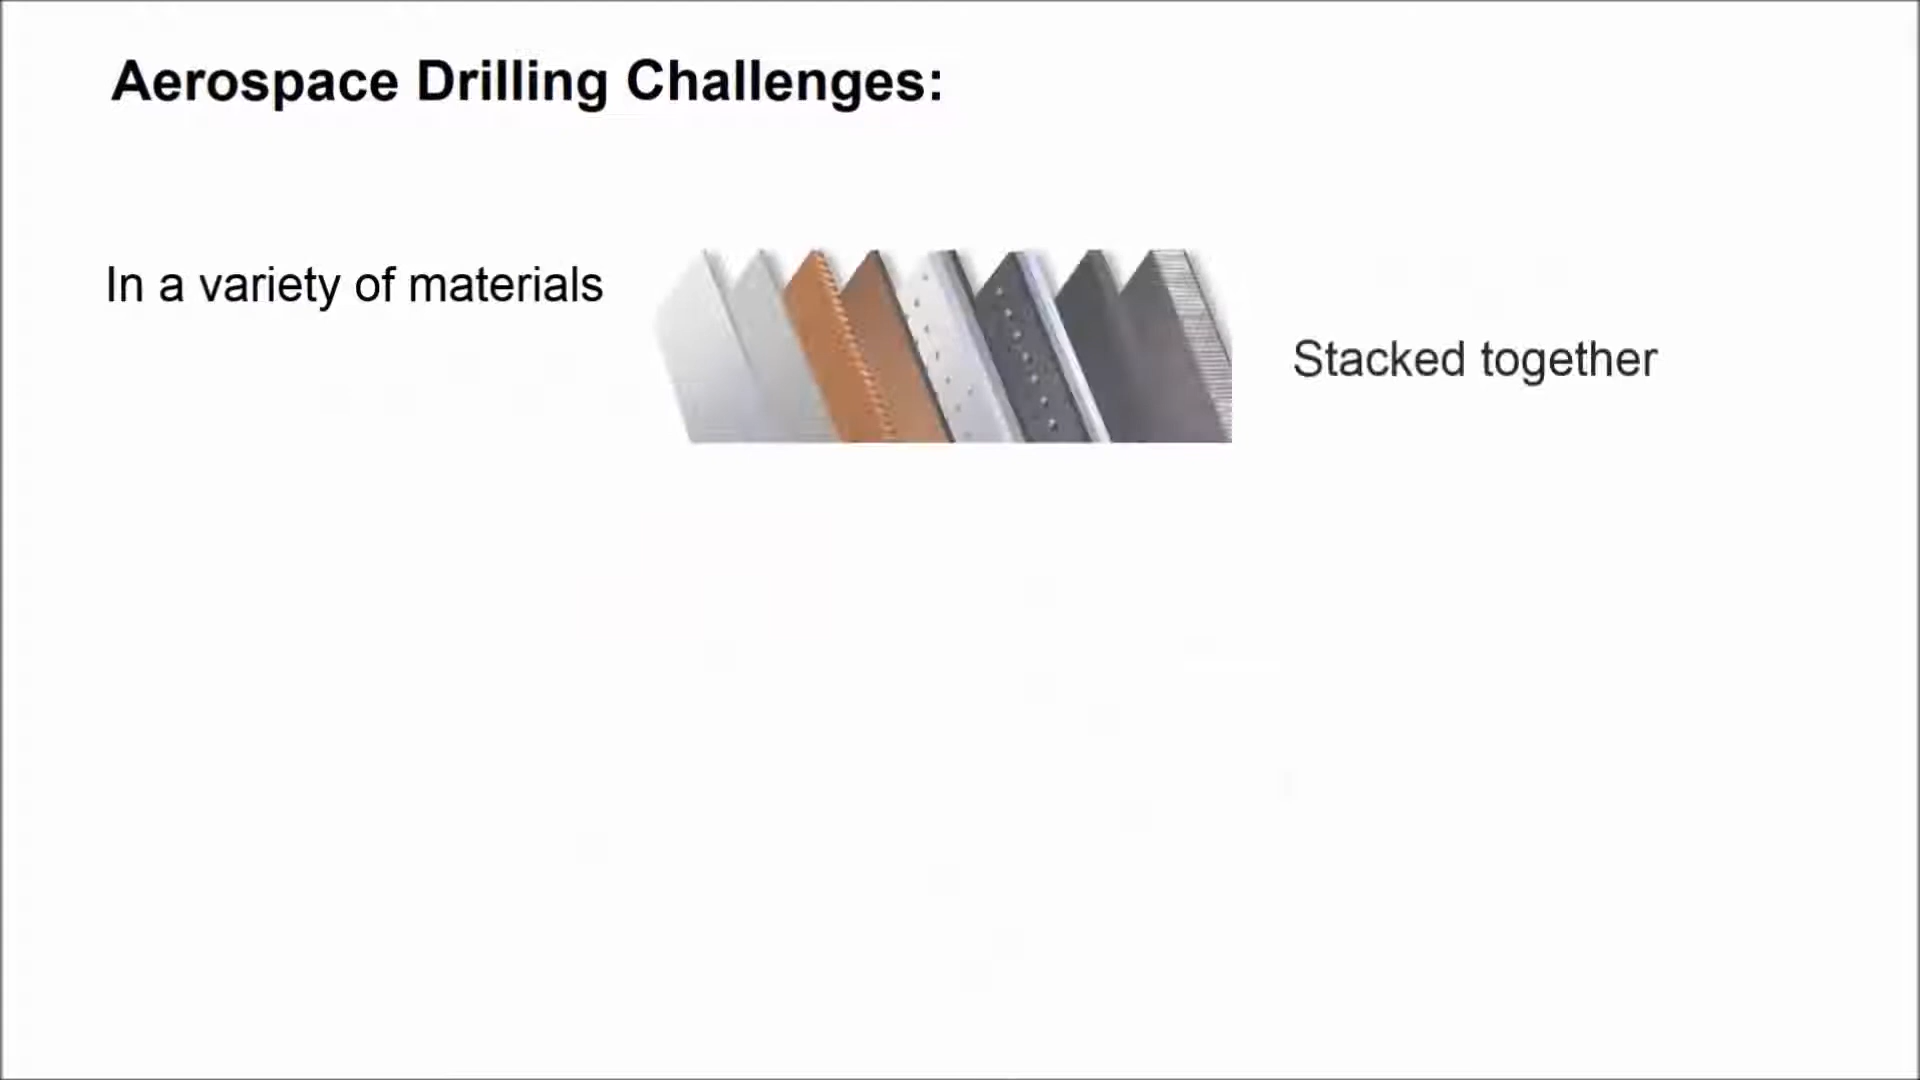 Aerospace Drilling Challenges:
In a variety of materials
Stacked together